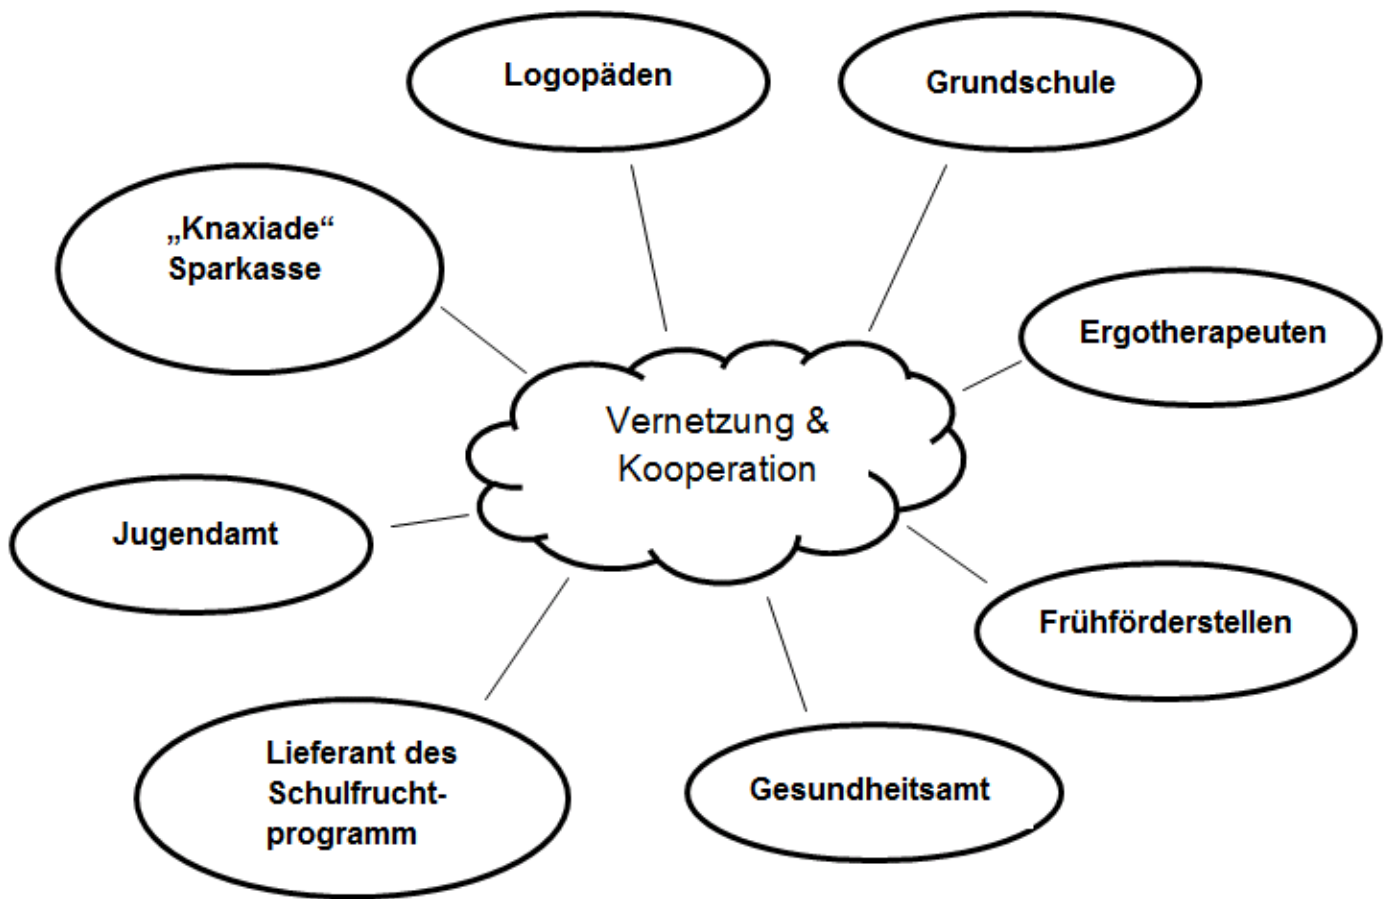 Logopäden
Grundschule
„Knaxiade“
Sparkasse
Ergotherapeuten
Vernetzung &
Kooperation
Jugendamt
Frühförderstellen
Lieferant des
Schulfrucht-
programm
Gesundheitsamt